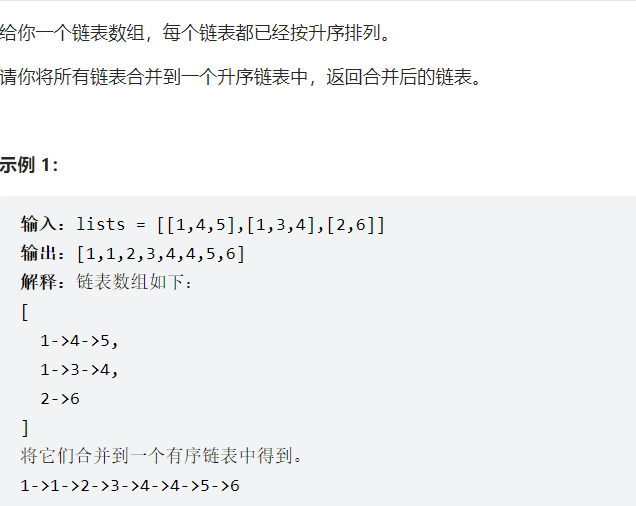 给你一个链表数组，每个链表都已经按升序排列。
请你将所有链表合并到一个升序链表中，返回合并后的链表。
示例 1：
输入：lists = [[1,4,5],[1,3,4],[2,6]]
输出：[1,1,2,3,4,4,5,6]
解释：链表数组如下：
[
  1->4->5,
  1->3->4,
  2->6
]
将它们合并到一个有序链表中得到。
1->1->2->3->4->4->5->6